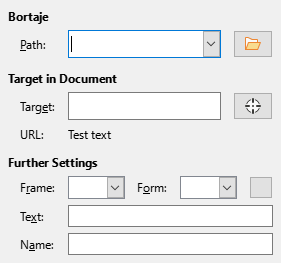 Bortaje
Path:
Target in Document
Target:
URL: Test text
Further Settings
Frame: Form:
Text:
Name: